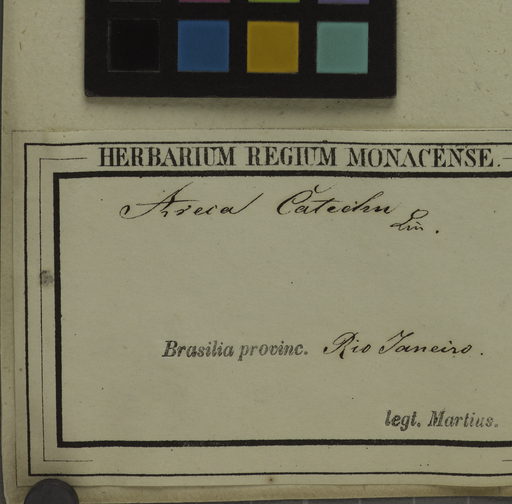 HERBARIUM REGIUM MONACENSE.
Areca Catechu
Lin.
Brasilia provinc. Rio Janeiro.
legt. Martius.